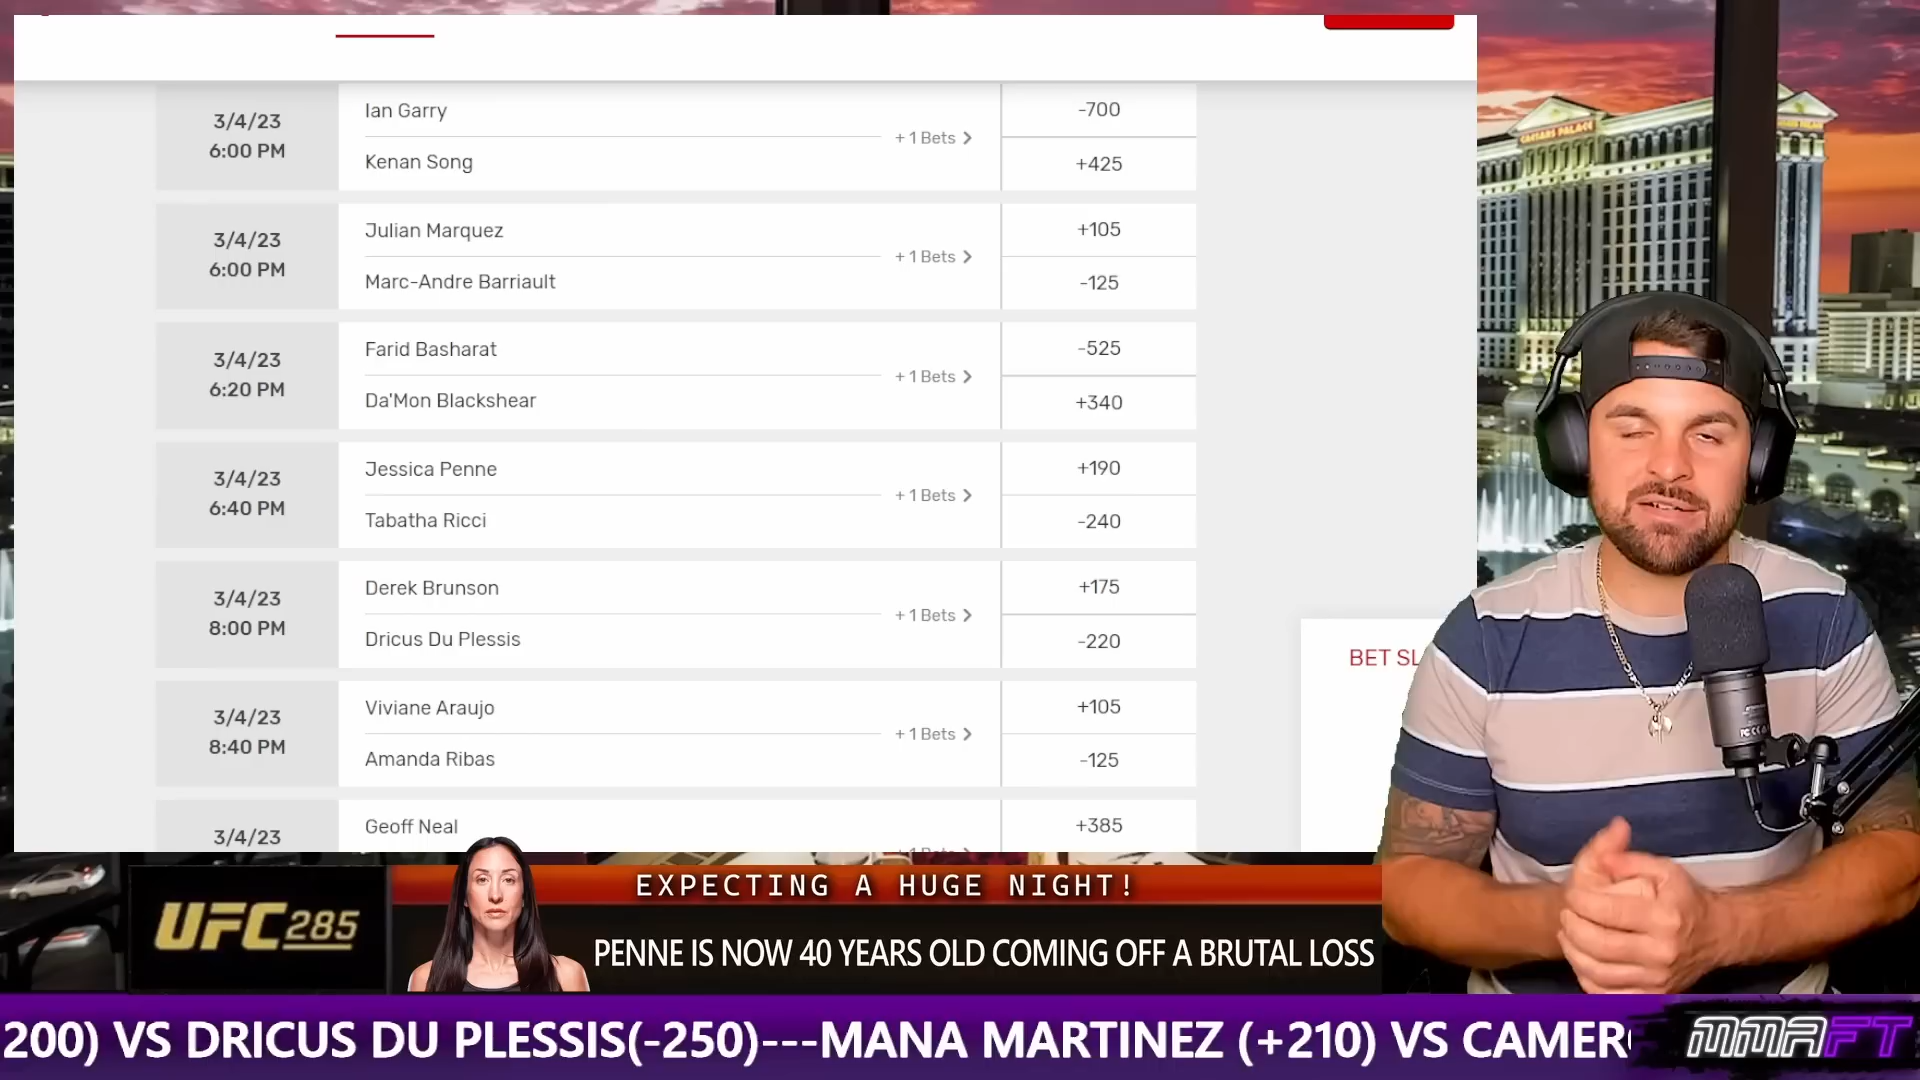 Ian Garry
-700
3/4/23
6:00 PM
+ 1 Bets
Kenan Song
+425
Julian Marquez
+105
3/4/23
6:00 PM
+ 1 Bets
Marc-Andre Barriault
-125
Farid Basharat
-525
3/4/23
6:20 PM
+ 1 Bets
Da'Mon Blackshear
+340
Jessica Penne
+190
3/4/23
6:40 PM
+ 1 Bets
Tabatha Ricci
-240
Derek Brunson
+175
3/4/23
8:00 PM
+ 1 Bets
Dricus Du Plessis
-220
Viviane Araujo
+105
3/4/23
8:40 PM
+ 1 Bets
Amanda Ribas
-125
Geoff Neal
+385
3/4/23
+ 1 Bets
BET SL
CAESARS PALACE
EXPECTING A HUGE NIGHT!
UFC 285
PENNE IS NOW 40 YEARS OLD COMING OFF A BRUTAL LOSS
200) VS DRICUS DU PLESSIS(-250)---MANA MARTINEZ (+210) VS CAMER
MMAFT